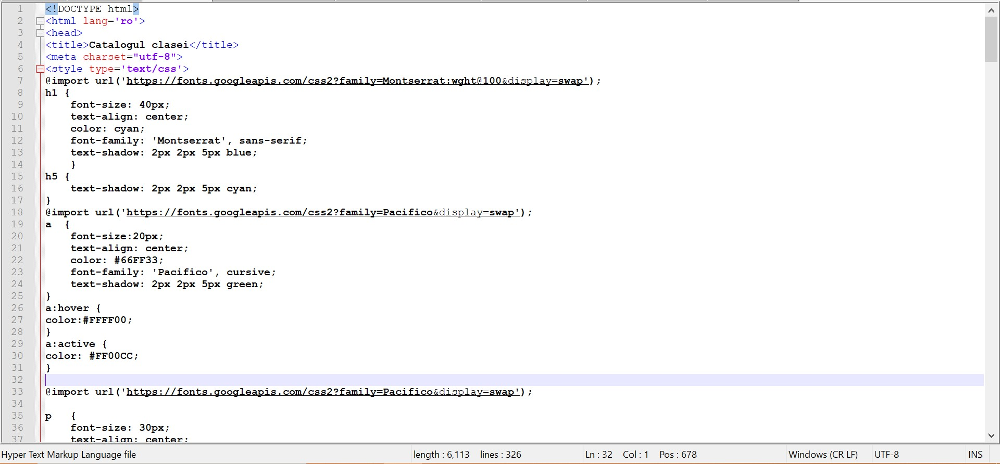 1 <!DOCTYPE html>
2 <html lang='ro'>
3 <head>
4 <title>Catalogul clasei</title>
5 <meta charset="utf-8">
6 <style type='text/css'>
7 @import url('https://fonts.googleapis.com/css2?family=Montserrat:wght@100&display=swap');
8 h1 {
9     font-size: 40px;
10     text-align: center;
11     color: cyan;
12     font-family: 'Montserrat', sans-serif;
13     text-shadow: 2px 2px 5px blue;
14     }
15 h5 {
16     text-shadow: 2px 2px 5px cyan;
17 }
18 @import url('https://fonts.googleapis.com/css2?family=Pacifico&display=swap');
19 a  {
20     font-size:20px;
21     text-align: center;
22     color: #66FF33;
23     font-family: 'Pacifico', cursive;
24     text-shadow: 2px 2px 5px green;
25 }
26 a:hover {
27 color:#FFFF00;
28 }
29 a:active {
30 color: #FF00CC;
31 }
32
33 @import url('https://fonts.googleapis.com/css2?family=Pacifico&display=swap');
34
35 p   {
36     font-size: 30px;
37     text-align: center;
Hyper Text Markup Language file length : 6,113 lines : 326 Ln : 32 Col : 1 Pos : 678 Windows (CR LF) UTF-8 INS